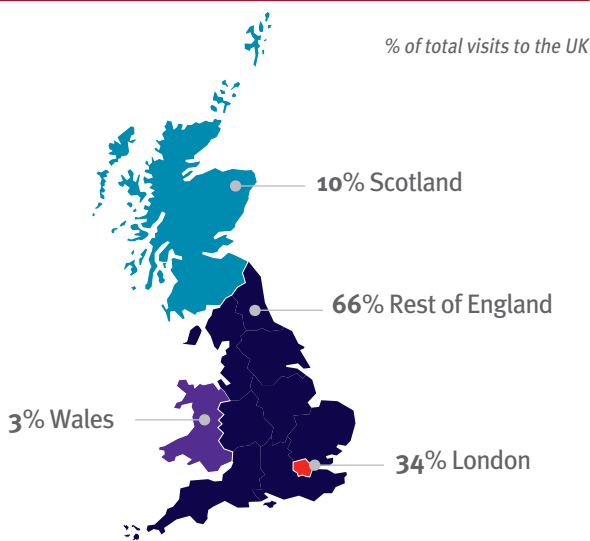 % of total visits to the UK
10% Scotland
66% Rest of England
3% Wales
34% London